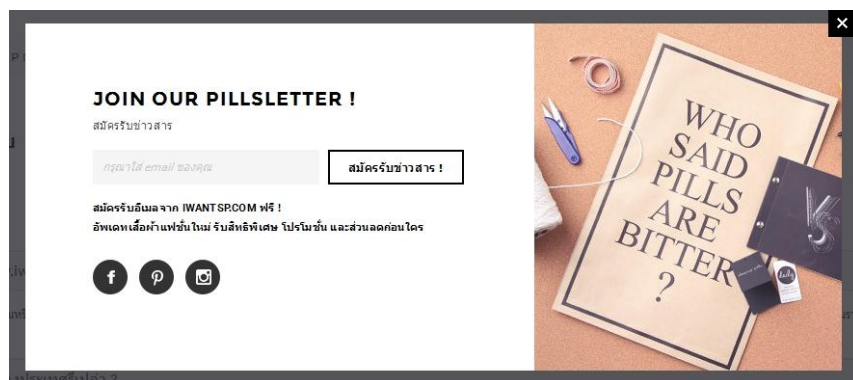 JOIN OUR PILLSLETTER !
สมัครรับข่าวสาร
กรุณาใส่ email ของคุณ
สมัครรับข่าวสาร !
สมัครรับอีเมลจาก IWANTSP.COM ฟรี !
อัพเดทเสื้อผ้าแฟชั่นใหม่ รับสิทธิพิเศษ โปรโมชั่น และส่วนลดก่อนใคร
WHO
SAID
PILLS
ARE
BITTER
?
daily